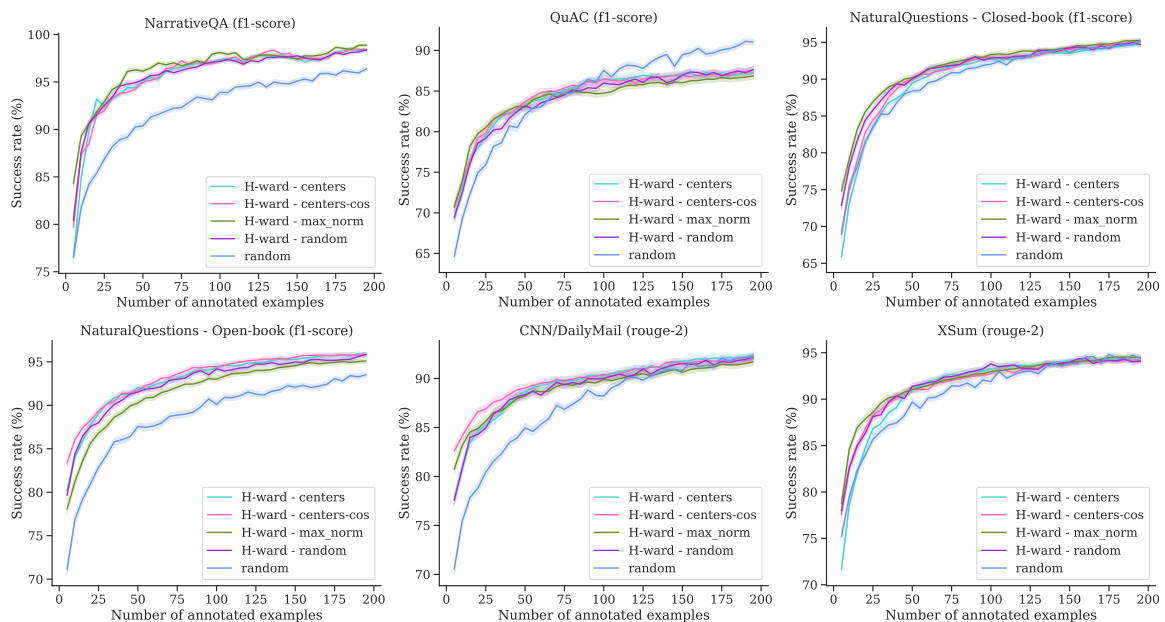 NarrativeQA (f1-score)
100
95
90
85
80
75
Success rate (%)
0 25 50 75 100 125 150 175 200
Number of annotated examples
H-ward - centers
H-ward - centers-cos
H-ward - max_norm
H-ward - random
random
QuAC (f1-score)
90
85
80
75
70
65
Success rate (%)
0 25 50 75 100 125 150 175 200
Number of annotated examples
H-ward - centers
H-ward - centers-cos
H-ward - max_norm
H-ward - random
random
NaturalQuestions - Closed-book (f1-score)
95
90
85
80
75
70
65
Success rate (%)
0 25 50 75 100 125 150 175 200
Number of annotated examples
H-ward - centers
H-ward - centers-cos
H-ward - max_norm
H-ward - random
random
NaturalQuestions - Open-book (f1-score)
95
90
85
80
75
70
Success rate (%)
0 25 50 75 100 125 150 175 200
Number of annotated examples
H-ward - centers
H-ward - centers-cos
H-ward - max_norm
H-ward - random
random
CNN/DailyMail (rouge-2)
90
85
80
75
70
Success rate (%)
0 25 50 75 100 125 150 175 200
Number of annotated examples
H-ward - centers
H-ward - centers-cos
H-ward - max_norm
H-ward - random
random
XSum (rouge-2)
95
90
85
80
75
70
Success rate (%)
0 25 50 75 100 125 150 175 200
Number of annotated examples
H-ward - centers
H-ward - centers-cos
H-ward - max_norm
H-ward - random
random